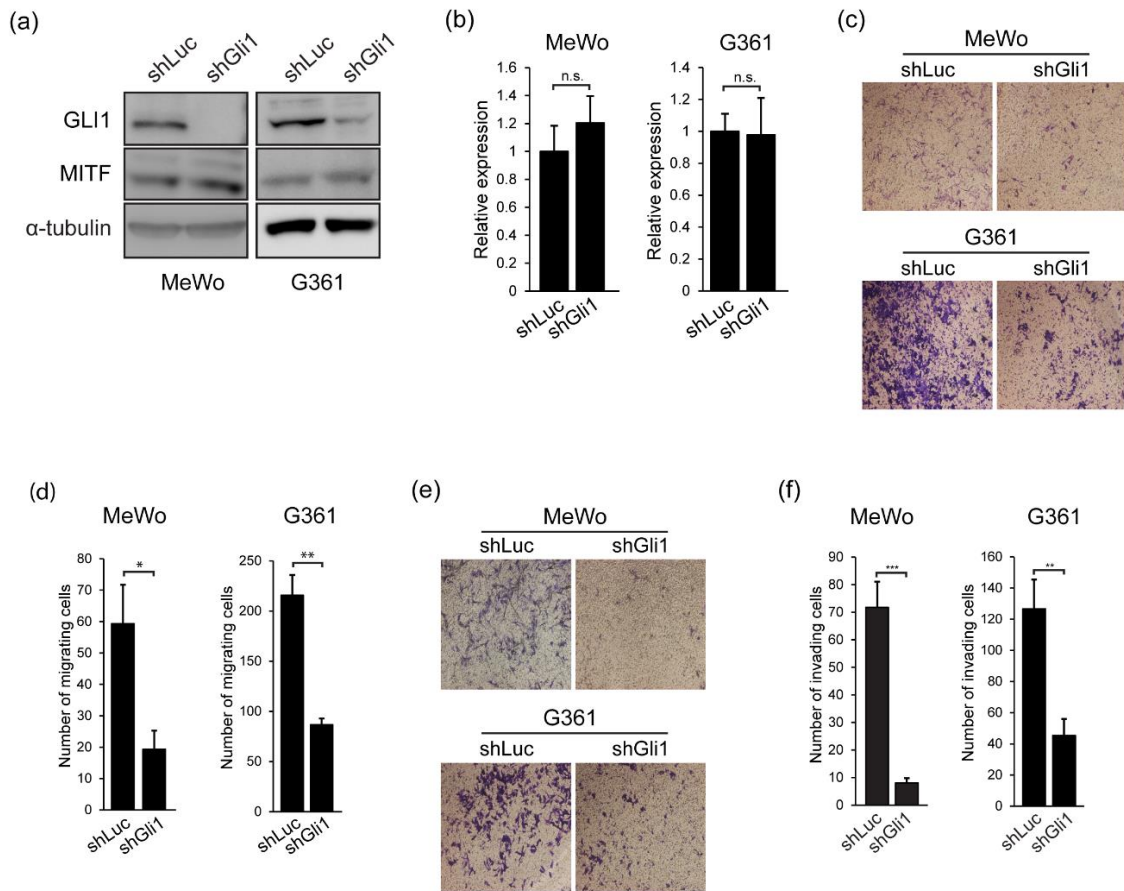 (a)
shLuc shGli1 shLuc shGli1
GLI1
MITF
α-tubulin
MeWo G361
(b)
MeWo G361
Relative expression
1.4
1.2
1
0.8
0.6
0.4
0.2
0
n.s.
shLuc shGli1
Relative expression
1.4
1.2
1
0.8
0.6
0.4
0.2
0
n.s.
shLuc shGli1
(c)
MeWo
shLuc shGli1
G361
shLuc shGli1
(d)
MeWo G361
Number of migrating cells
80
70
60
50
40
30
20
10
0
*
shLuc shGli1
Number of migrating cells
250
200
150
100
50
0
**
shLuc shGli1
(e)
MeWo
shLuc shGli1
G361
shLuc shGli1
(f)
MeWo G361
Number of invading cells
90
80
70
60
50
40
30
20
10
0
***
shLuc shGli1
Number of invading cells
160
140
120
100
80
60
40
20
0
**
shLuc shGli1